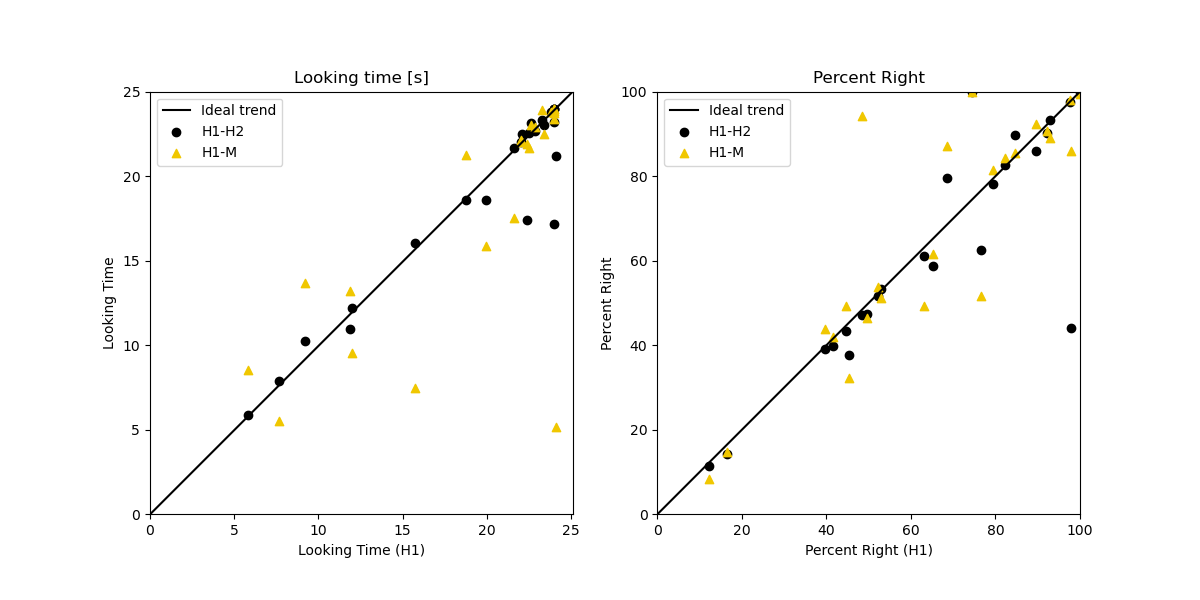 Looking time [s]
Percent Right
Ideal trend
H1-H2
H1-M
Ideal trend
H1-H2
H1-M
25
20
15
10
5
0
Looking Time
0 5 10 15 20 25
Looking Time (H1)
100
80
60
40
20
0
Percent Right
0 20 40 60 80 100
Percent Right (H1)